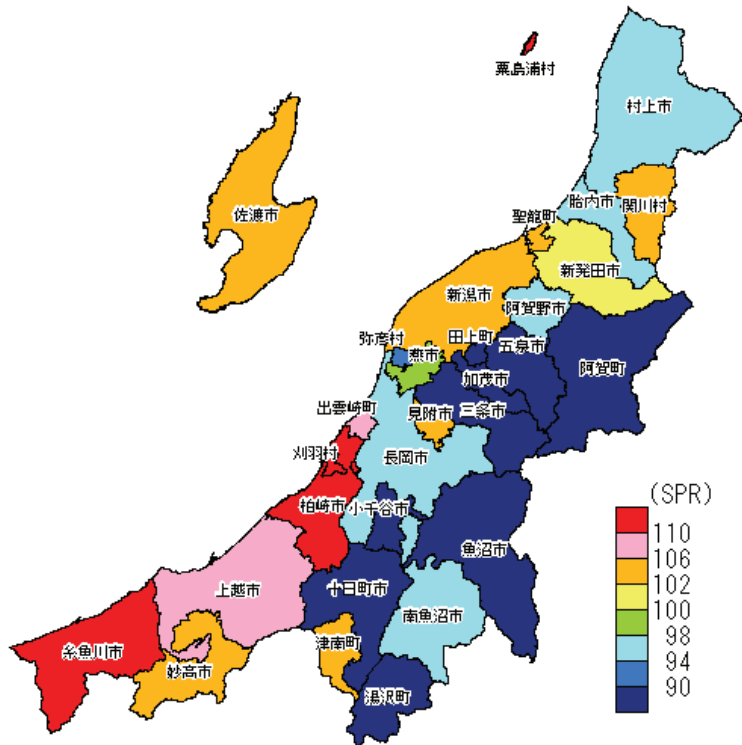 粟島浦村
村上市
胎内市
関川村
佐渡市
聖籠町
新発田市
新潟市
阿賀野市
弥彦村
田上町
五泉市
燕市
阿賀町
加茂市
出雲崎町
見附市
三条市
刈羽村
長岡市
柏崎市
小千谷市
魚沼市
上越市
十日町市
南魚沼市
糸魚川市
津南町
妙高市
湯沢町
(SPR)
110
106
102
100
98
94
90